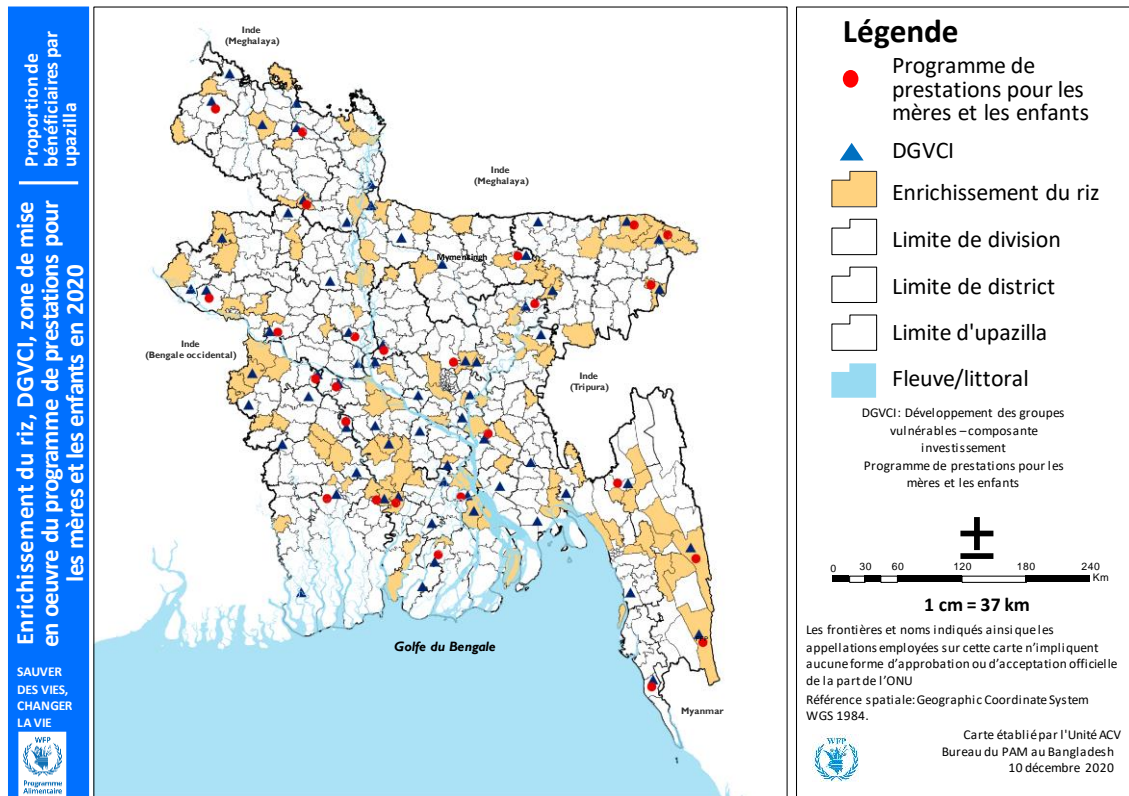 Enrichissement du riz, DGVCI, zone de mise
en oeuvre du programme de prestations pour
les mères et les enfants en 2020
Proportion de
bénéficiaires par
upazilla
SAUVER
DES VIES,
CHANGER
LA VIE
WFP
Programme
Alimentaire
Inde
(Meghalaya)
Inde
(Meghalaya)
Mymentingh
Inde
(Bengale occidental)
Inde
(Tripura)
Golfe du Bengale
Myanmar
Légende
Programme de
prestations pour les
mères et les enfants
DGVCI
Enrichissement du riz
Limite de division
Limite de district
Limite d'upazilla
Fleuve/littoral
DGVCI: Développement des groupes
vulnérables – composante
investissement
Programme de prestations pour les
mères et les enfants
0 30 60 120 180 240
Km
1 cm = 37 km
Les frontières et noms indiqués ainsi que les
appellations employées sur cette carte n'impliquent
aucune forme d'approbation ou d'acceptation officielle
de la part de l'ONU
Référence spatiale: Geographic Coordinate System
WGS 1984.
WFP
Carte établié par l'Unité ACV
Bureau du PAM au Bangladesh
10 décembre 2020